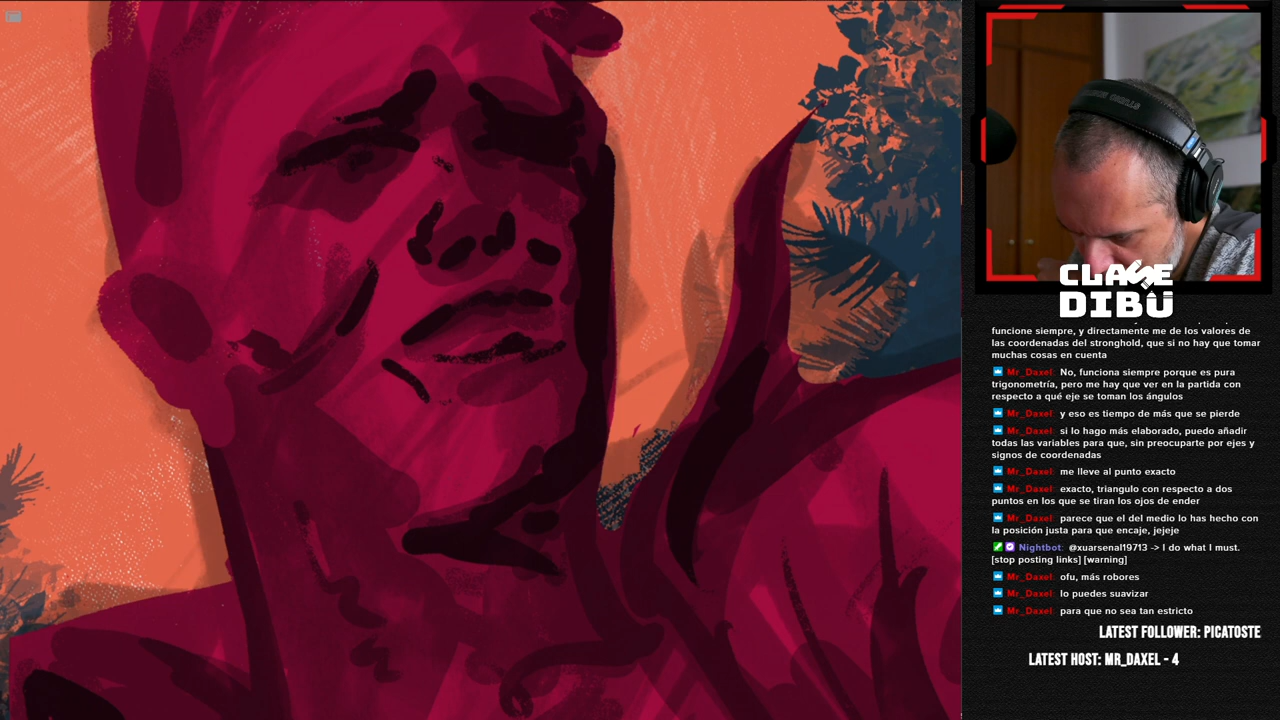 CLASE
DIBU
funcione siempre, y directamente me de los valores de
las coordenadas del stronghold, que si no hay que tomar
muchas cosas en cuenta
Mr_Daxel: No, funciona siempre porque es pura
trigonometría, pero me hay que ver en la partida con
respecto a qué eje se toman los ángulos
Mr_Daxel: y eso es tiempo de más que se pierde
Mr_Daxel: si lo hago más elaborado, puedo añadir
todas las variables para que, sin preocuparte por ejes y
signos de coordenadas
Mr_Daxel: me lleve al punto exacto
Mr_Daxel: exacto, triangulo con respecto a dos
puntos en los que se tiran los ojos de ender
Mr_Daxel: parece que el del medio lo has hecho con
la posición justa para que encaje, jejeje
Nightbot: @xuarsenal19713 -> I do what I must.
[stop posting links] [warning]
Mr_Daxel: ofu, más robores
Mr_Daxel: lo puedes suavizar
Mr_Daxel: para que no sea tan estricto
LATEST FOLLOWER: PICATOSTE
LATEST HOST: MR_DAXEL - 4